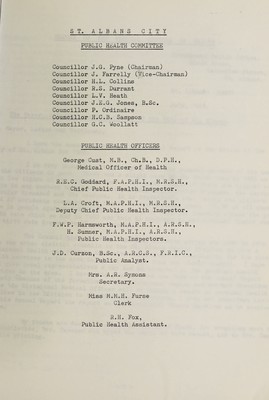 ST. ALBANS CITY
PUBLIC HEALTH COMMITTEE
Councillor J.G. Pyne (Chairman)
Councillor J. Farrelly (Vice-Chairman)
Councillor H.L. Collins
Councillor R.S. Durrant
Councillor L.V. Heath
Councillor J.E.G. Jones, B.Sc.
Councillor P. Ordinaire
Councillor H.C.B. Sampson
Councillor G.C. Woollatt
PUBLIC HEALTH OFFICERS
George Cust, M.B., Ch.B., D.P.H.,
Medical Officer of Health
R.E.C. Goddard, F.A.P.H.I., M.R.S.H.,
Chief Public Health Inspector.
L.A. Croft, M.A.P.H.I., M.R.S.H.,
Deputy Chief Public Health Inspector.
F.W.P. Harmsworth, M.A.P.H.I., A.R.S.H.,
H. Sumner, M.A.P.H.I., A.R.S.H.,
Public Health Inspectors.
J.D. Curson, B.Sc., A.R.C.S., F.R.I.C.,
Public Analyst.
Mrs. A.R. Symons
Secretary.
Miss M.M.H. Furse
Clerk
R.H. Fox,
Public Health Assistant.